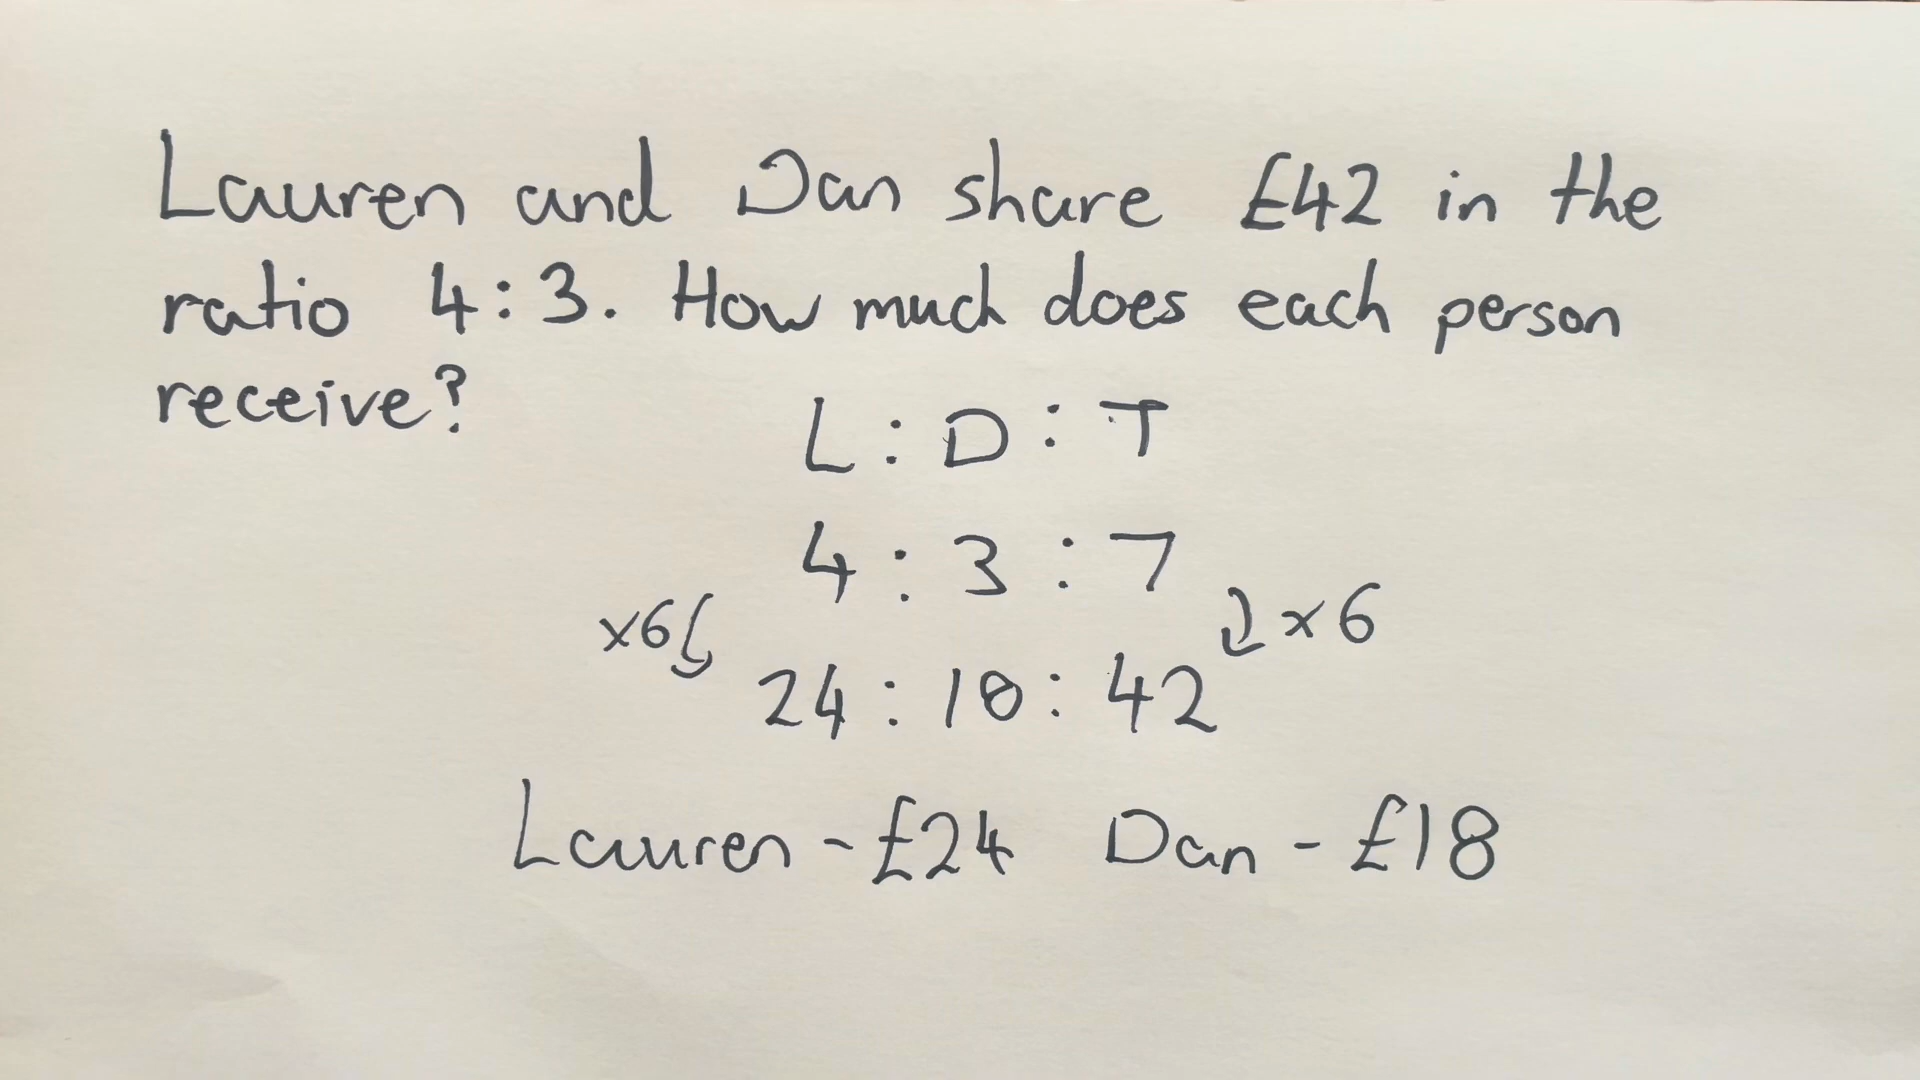 Lauren and Dan share £42 in the
ratio 4:3. How much does each person
receive?
L : D : T
4 : 3 : 7
x6 x6
24 : 18 : 42
Lauren - £24 Dan - £18